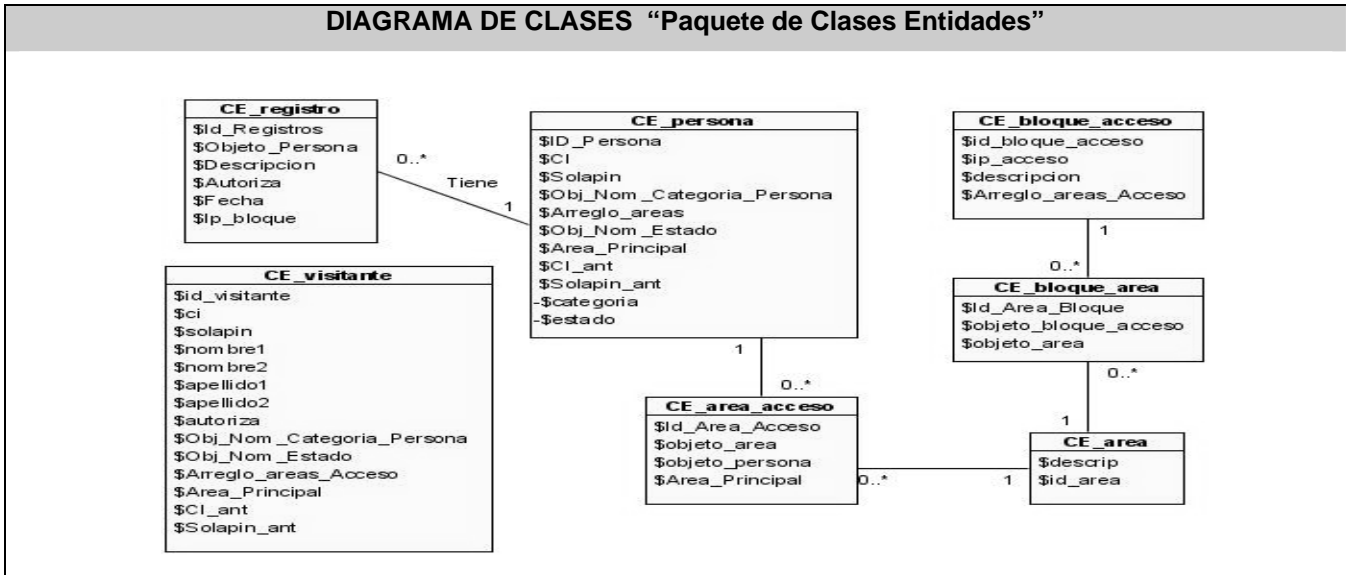 DIAGRAMA DE CLASES “Paquete de Clases Entidades”
CE_registro
$Id_Registros
$Objeto_Persona
$Descripcion
$Autoriza
$Fecha
$Ip_bloque
0..*
Tiene
1
CE_persona
$ID_Persona
$CI
$Solapin
$Obj_Nom_Categoria_Persona
$Arreglo_areas
$Obj_Nom_Estado
$Area_Principal
$CI_ant
$Solapin_ant
-$categoria
-$estado
CE_bloque_acceso
$id_bloque_acceso
$ip_acceso
$descripcion
$Arreglo_areas_Acceso
1
0..*
CE_visitante
$id_visitante
$ci
$solapin
$nombre1
$nombre2
$apellido1
$apellido2
$autoriza
$Obj_Nom_Categoria_Persona
$Obj_Nom_Estado
$Arreglo_areas_Acceso
$Area_Principal
$CI_ant
$Solapin_ant
CE_bloque_area
$Id_Area_Bloque
$objeto_bloque_acceso
$objeto_area
1
0..*
0..*
1
CE_area_acceso
$Id_Area_Acceso
$objeto_area
$objeto_persona
$Area_Principal
0..*
1
CE_area
$descrip
$id_area